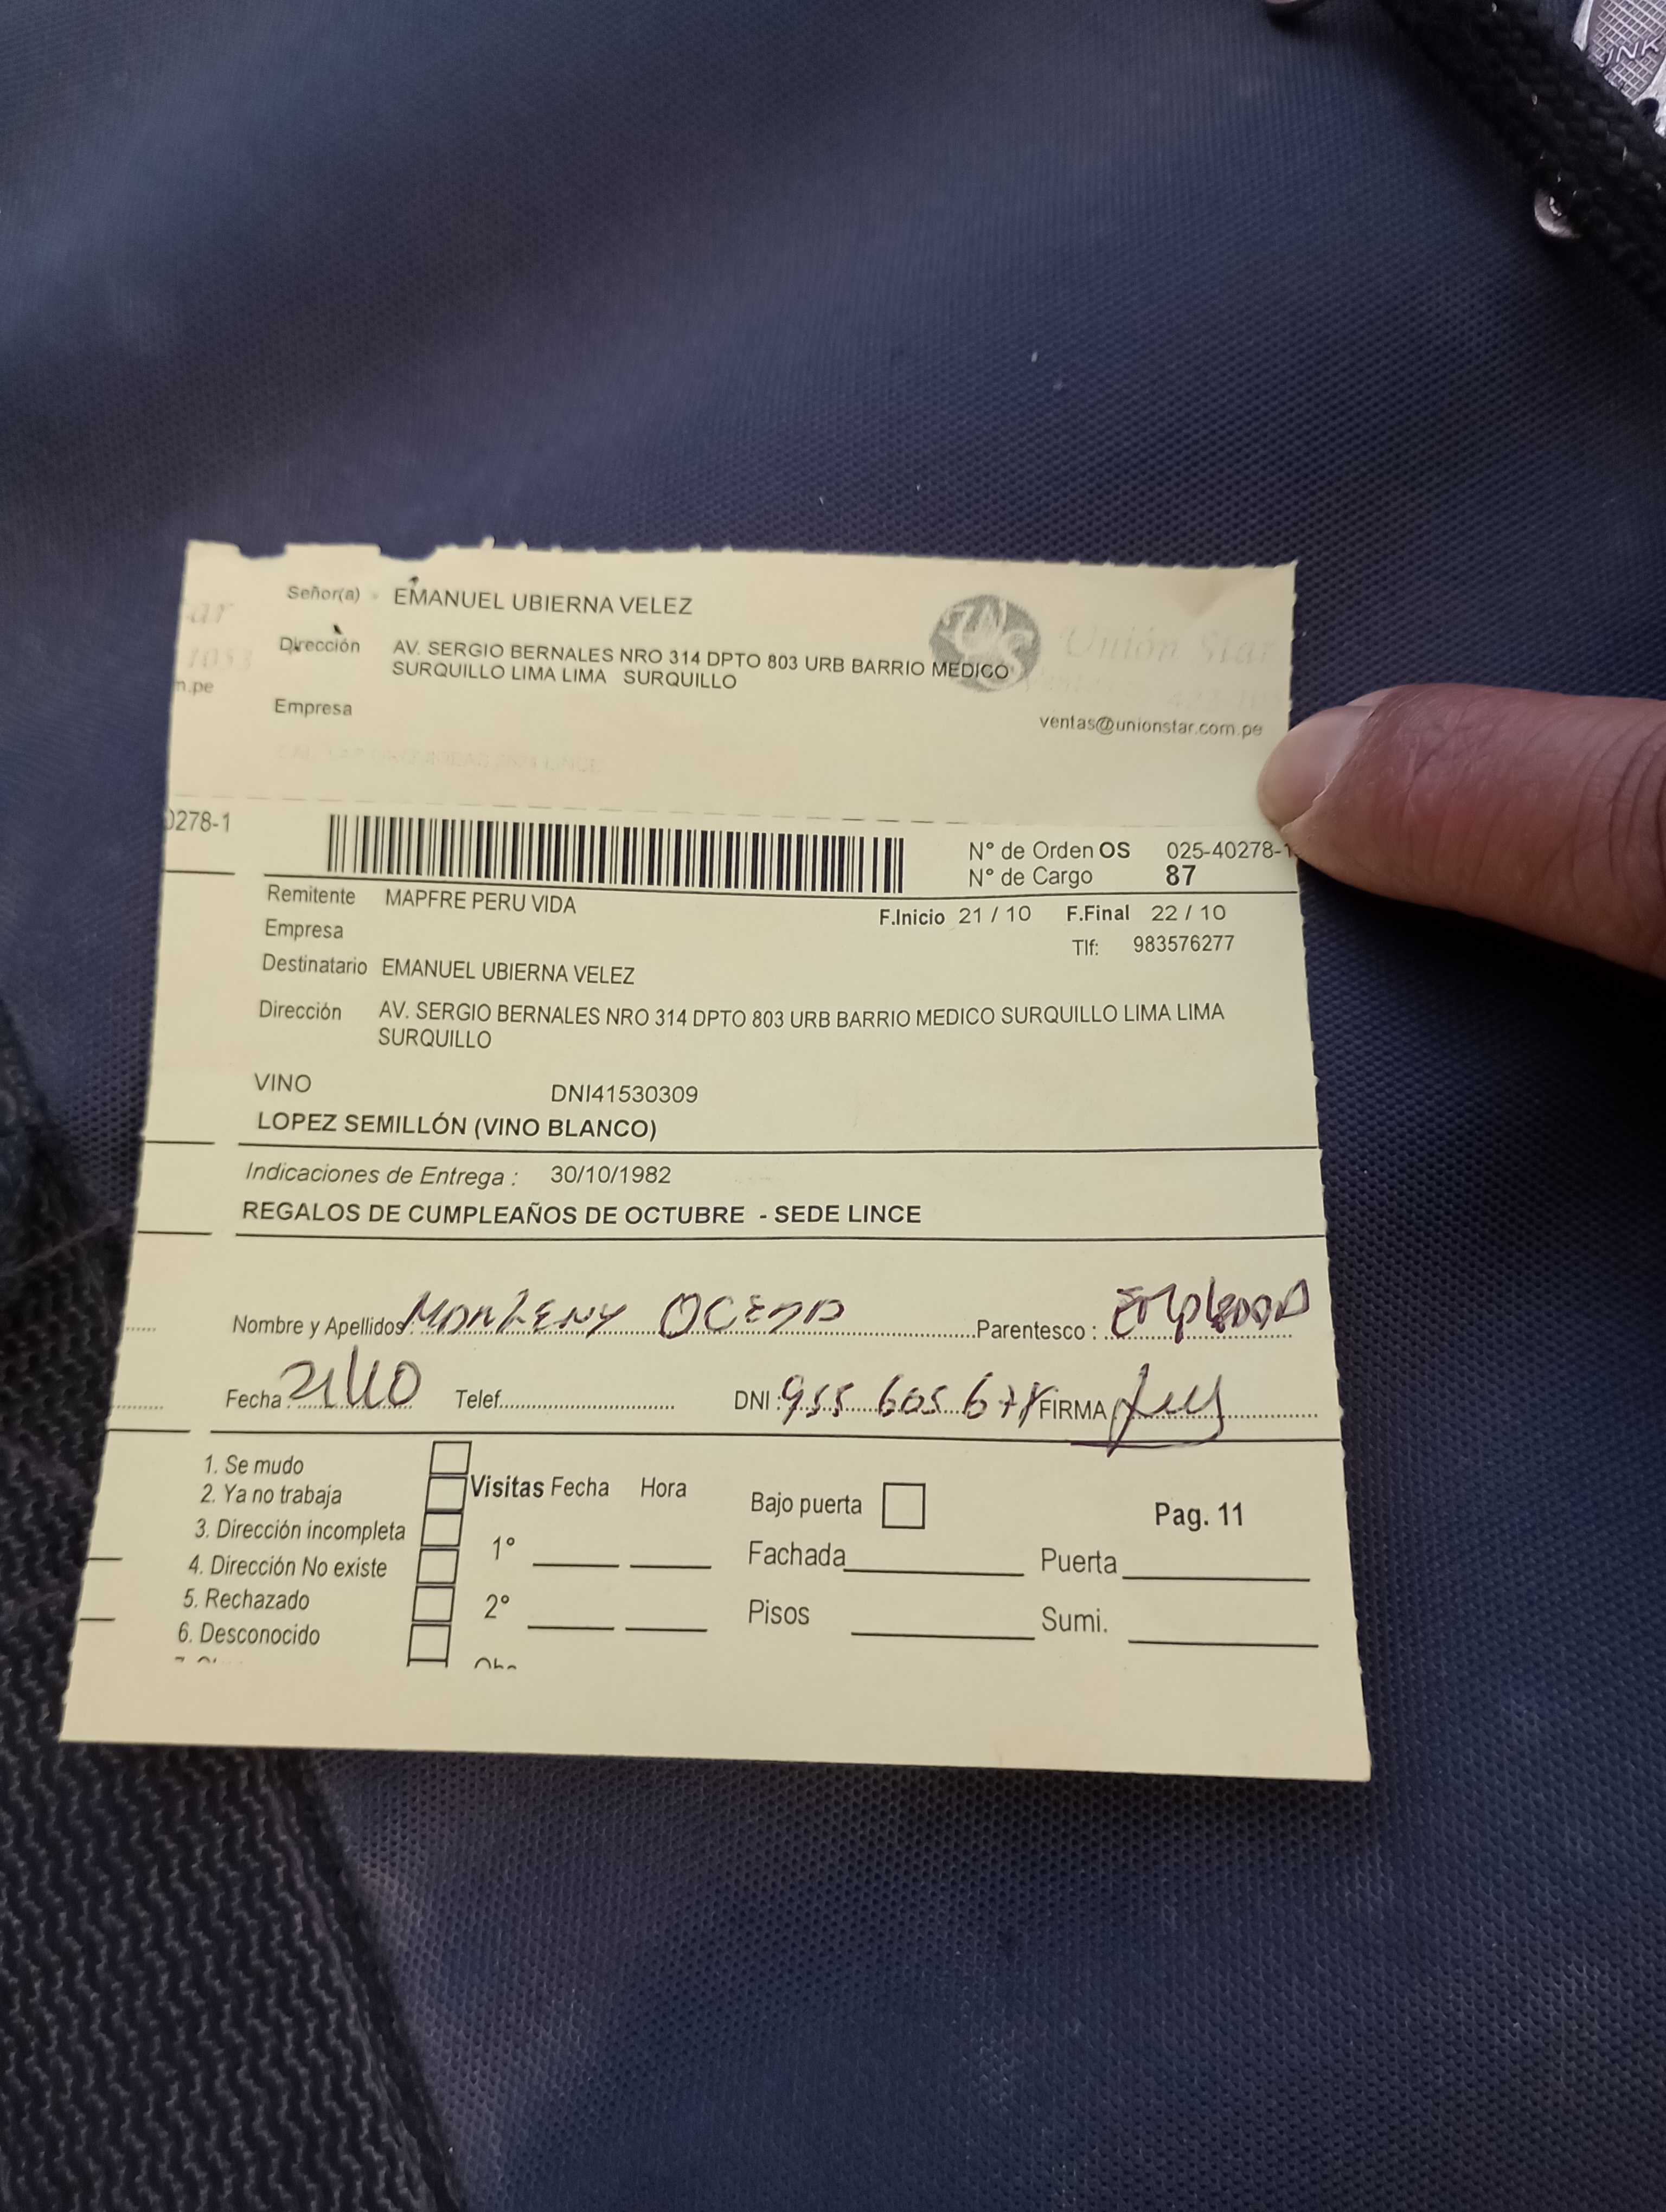 Señor(a) EMANUEL UBIERNA VELEZ
Dirección AV. SERGIO BERNALES NRO 314 DPTO 803 URB BARRIO MEDICO
SURQUILLO LIMA LIMA SURQUILLO
Unión Star
n.pe
Empresa
ventas@unionstar.com.pe
0278-1
N° de Orden OS 025-40278-1
N° de Cargo 87
Remitente MAPFRE PERU VIDA
F.Inicio 21 / 10 F.Final 22 / 10
Empresa
Tlf: 983576277
Destinatario EMANUEL UBIERNA VELEZ
Dirección AV. SERGIO BERNALES NRO 314 DPTO 803 URB BARRIO MEDICO SURQUILLO LIMA LIMA
SURQUILLO
VINO DNI41530309
LOPEZ SEMILLÓN (VINO BLANCO)
Indicaciones de Entrega : 30/10/1982
REGALOS DE CUMPLEAÑOS DE OCTUBRE - SEDE LINCE
Nombre y Apellidos Parentesco :
Fecha Telef. DNI : FIRMA
1. Se mudo
2. Ya no trabaja
3. Dirección incompleta
4. Dirección No existe
5. Rechazado
6. Desconocido
Visitas Fecha Hora
1°
2°
Bajo puerta
Pag. 11
Fachada Puerta
Pisos Sumi.